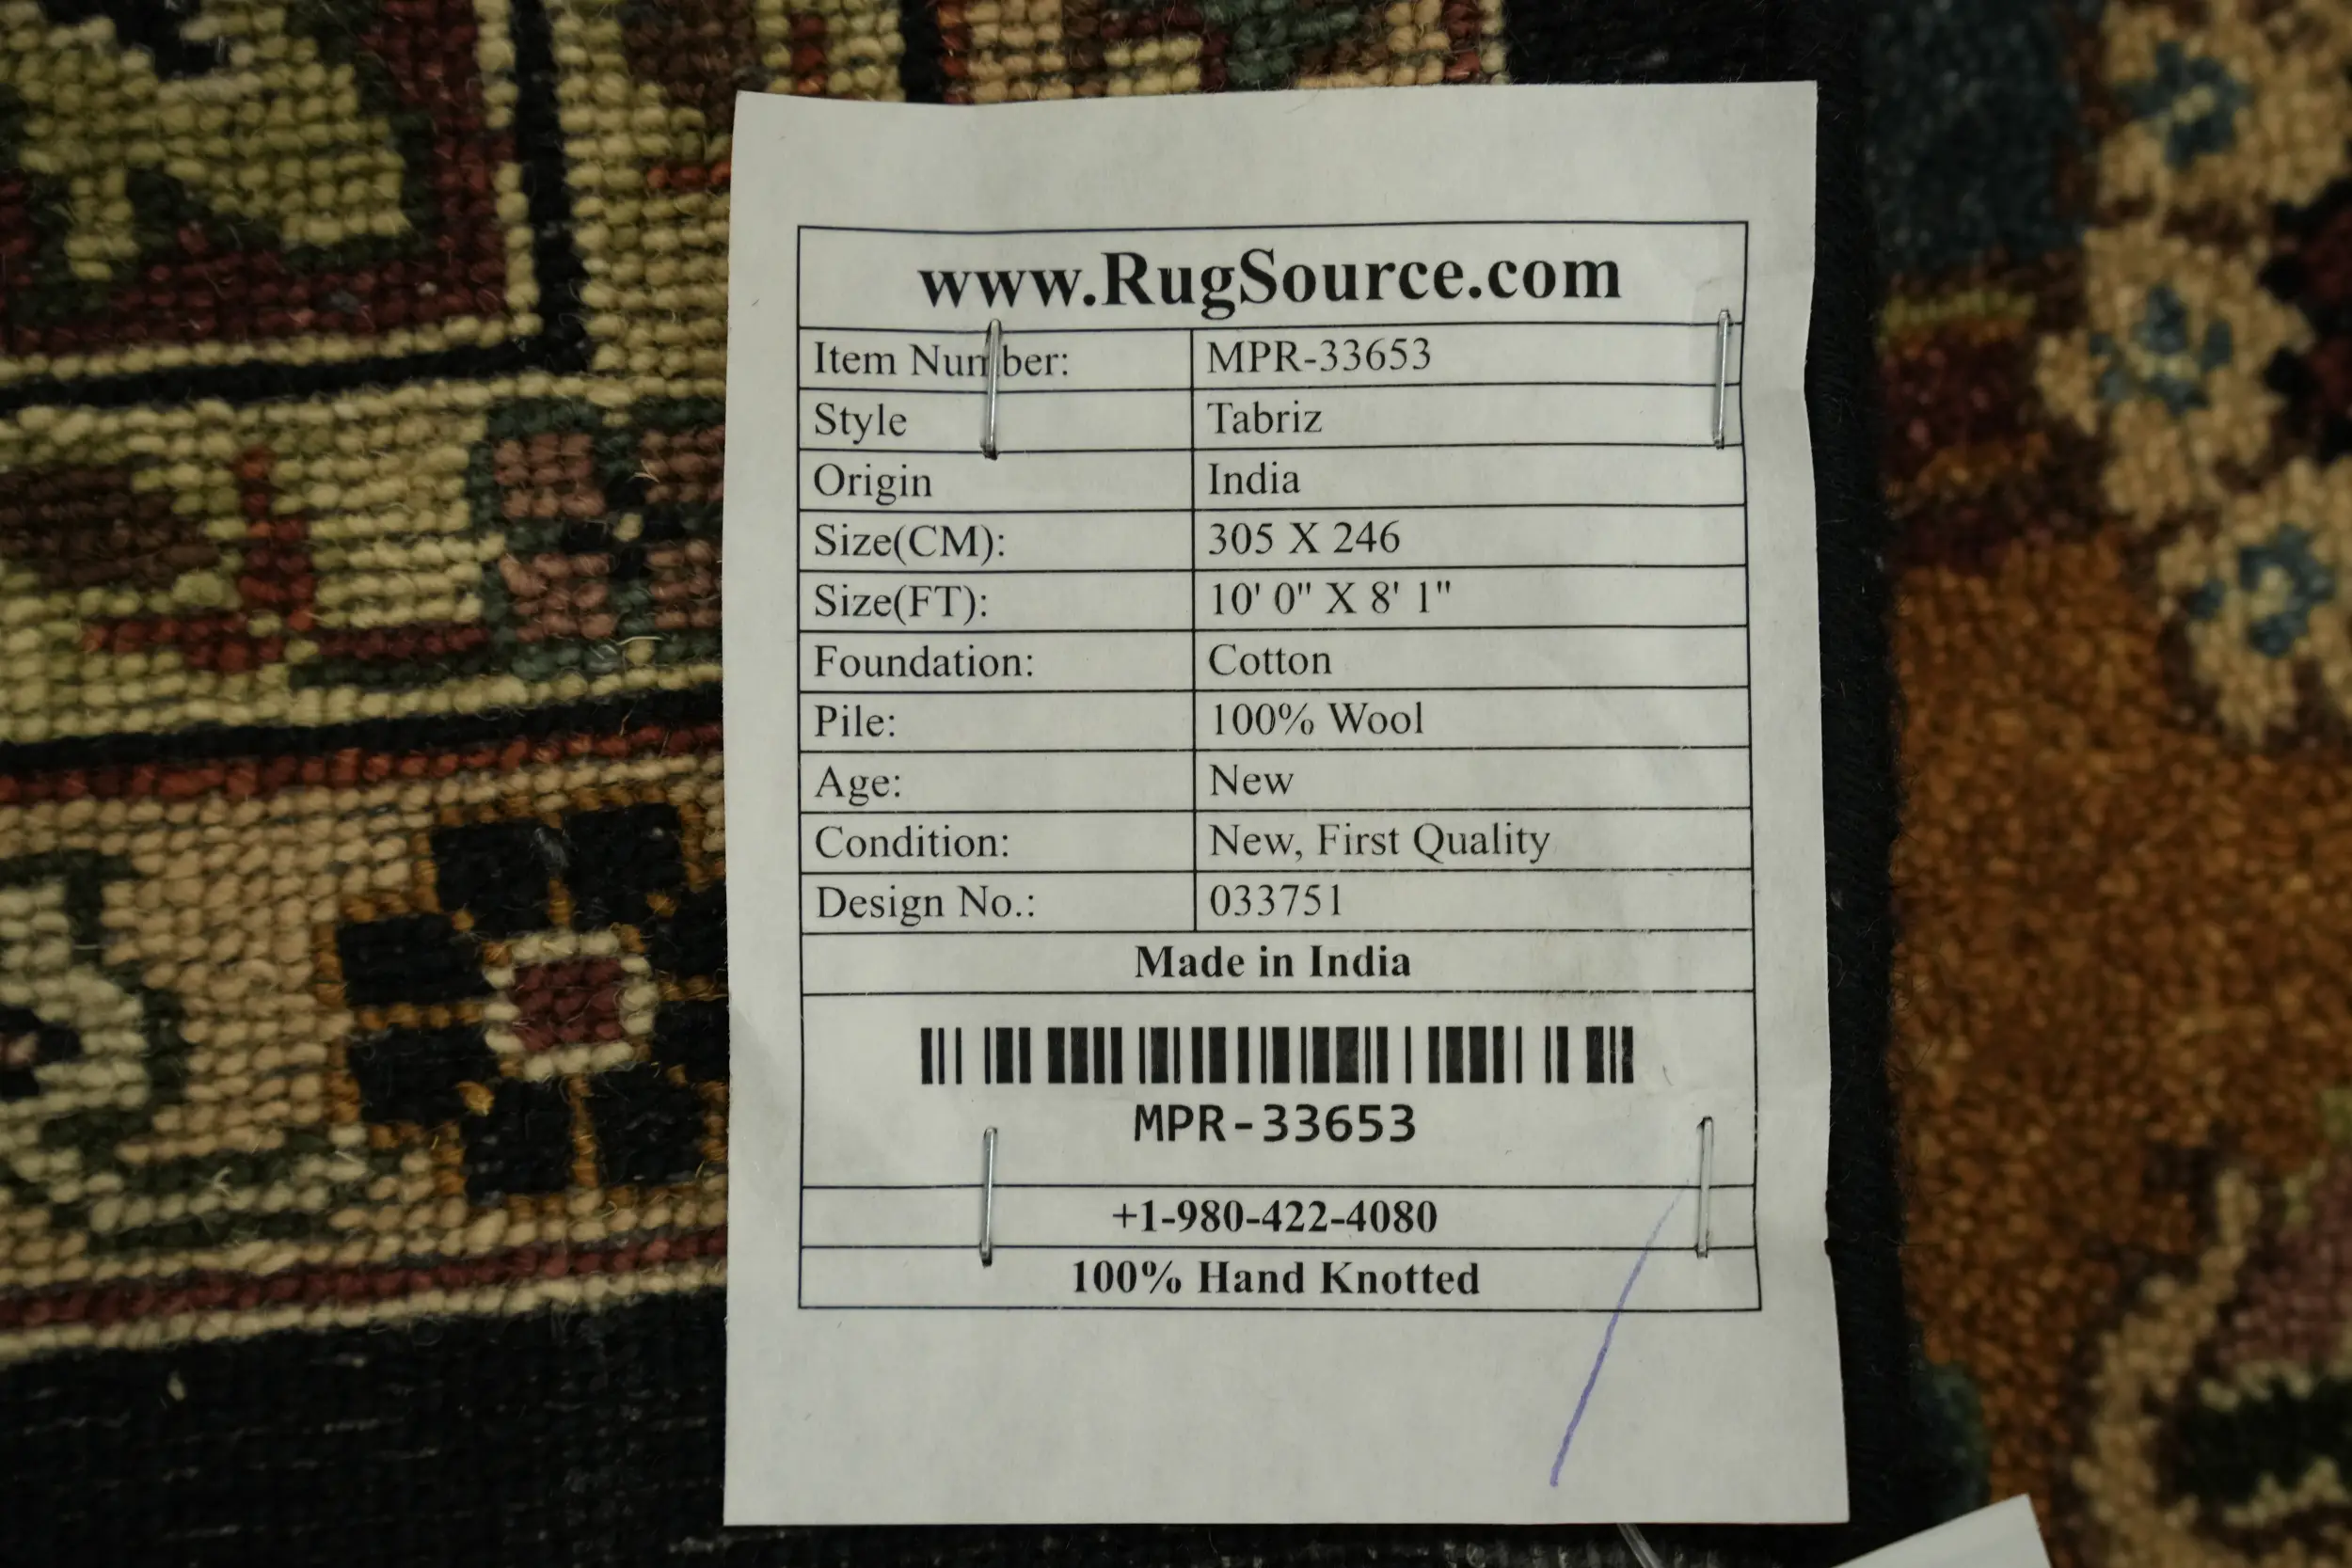 www.RugSource.com
Item Number: MPR-33653
Style Tabriz
Origin India
Size(CM): 305 X 246
Size(FT): 10' 0" X 8' 1"
Foundation: Cotton
Pile: 100% Wool
Age: New
Condition: New, First Quality
Design No.: 033751
Made in India
MPR-33653
+1-980-422-4080
100% Hand Knotted